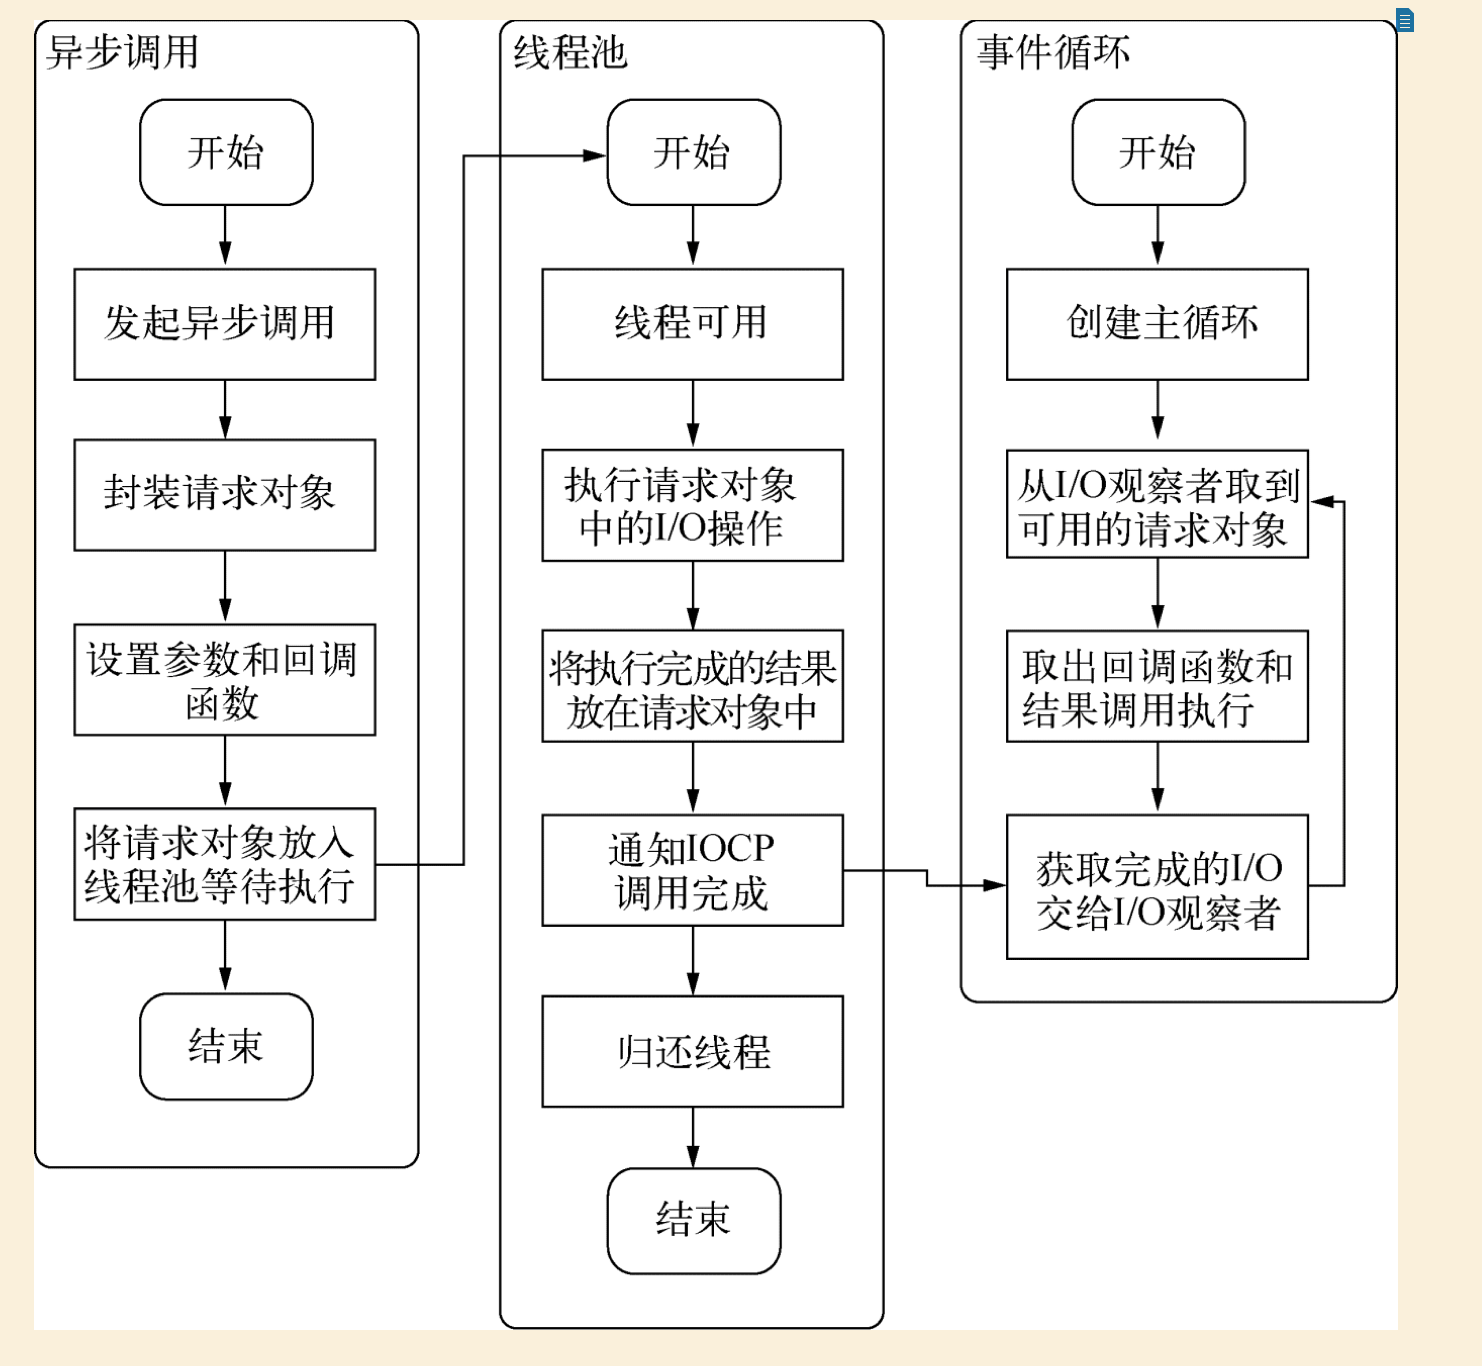 异步调用
开始
发起异步调用
封装请求对象
设置参数和回调
函数
将请求对象放入
线程池等待执行
结束
线程池
开始
线程可用
执行请求对象
中的I/O操作
将执行完成的结果
放在请求对象中
通知IOCP
调用完成
归还线程
结束
事件循环
开始
创建主循环
从I/O观察者取到
可用的请求对象
取出回调函数和
结果调用执行
获取完成的I/O
交给I/O观察者